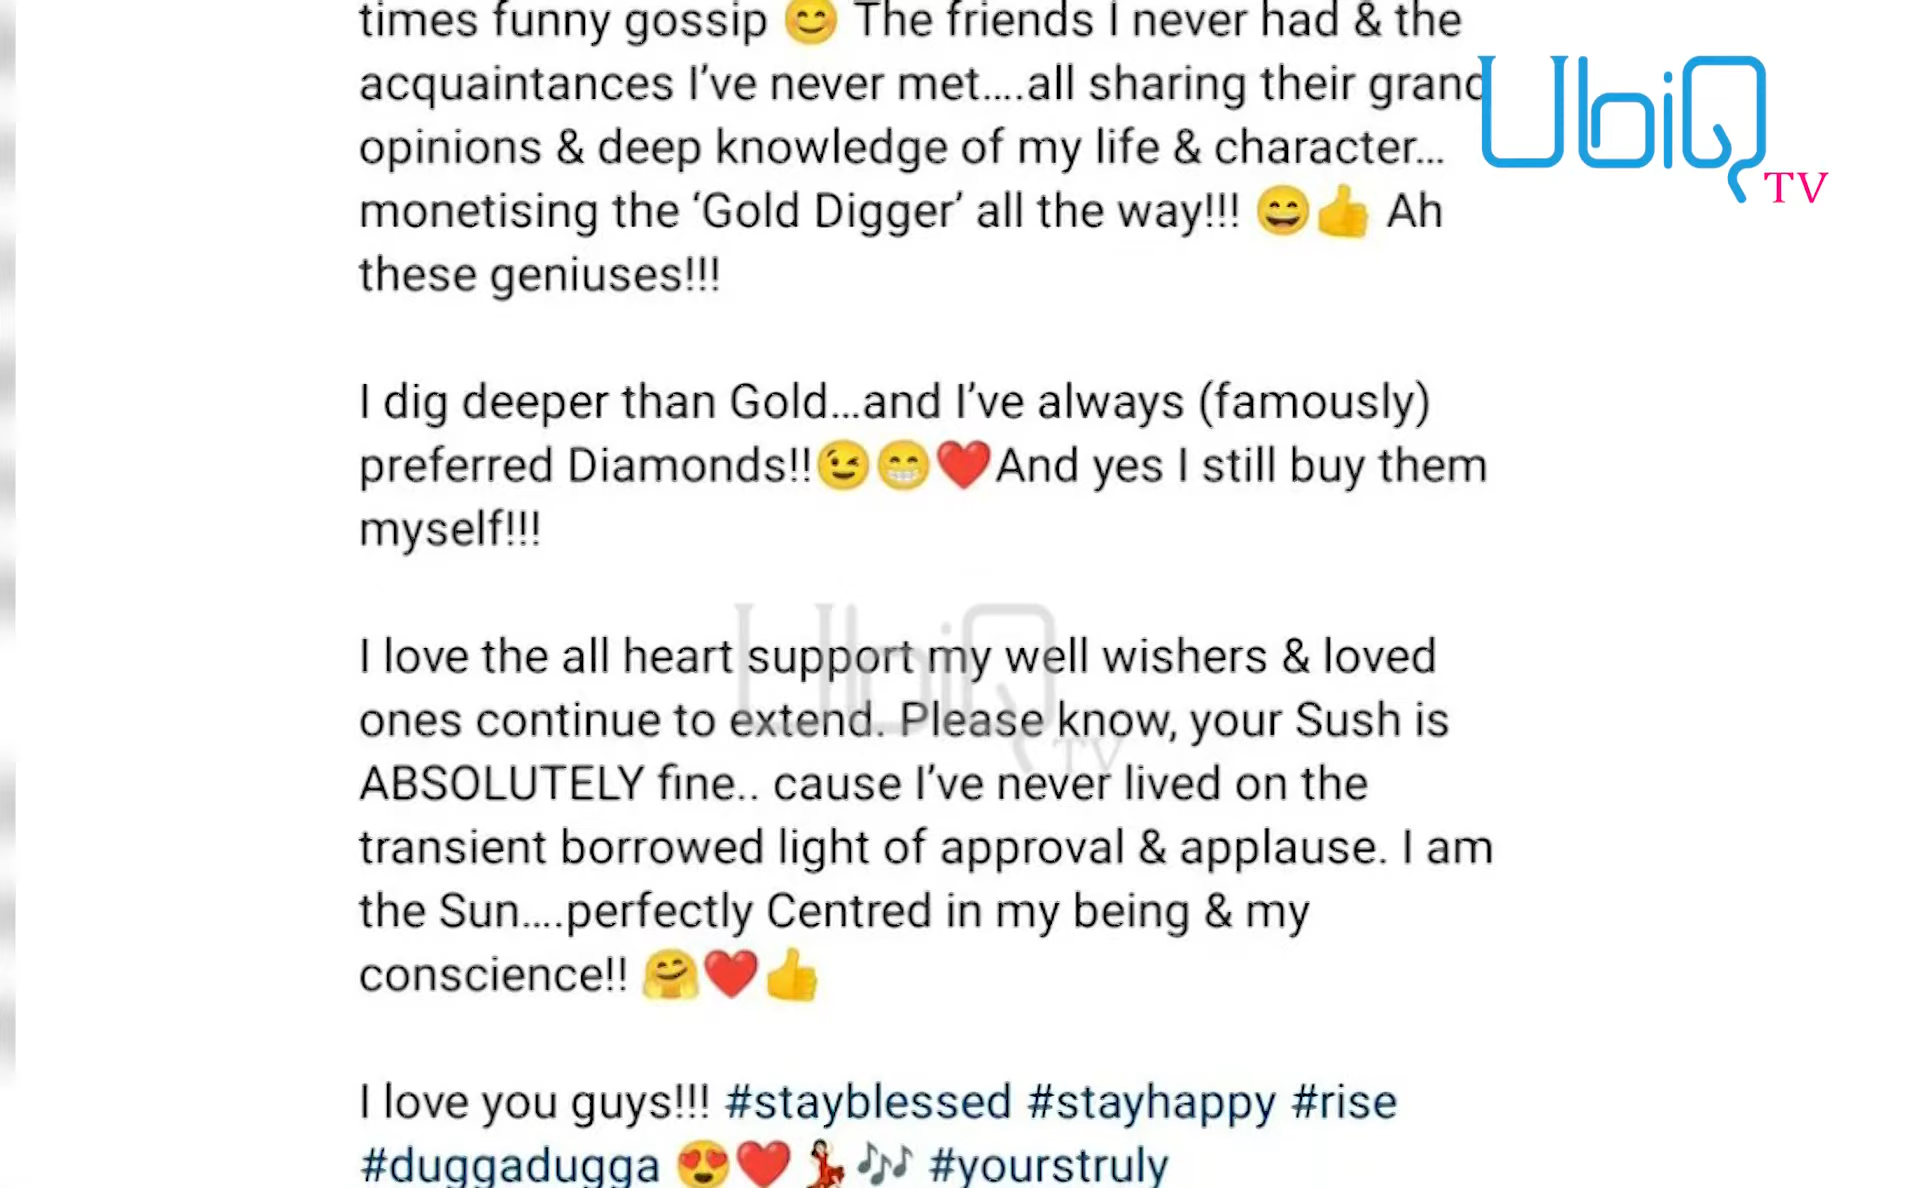 times funny gossip 😊 The friends I never had & the
acquaintances I’ve never met....all sharing their grand
opinions & deep knowledge of my life & character...
monetising the ‘Gold Digger’ all the way!!! 😄👍 Ah
these geniuses!!!
UbiQ
TV
I dig deeper than Gold...and I’ve always (famously)
preferred Diamonds!!😉😁❤️And yes I still buy them
myself!!!
I love the all heart support my well wishers & loved
ones continue to extend. Please know, your Sush is
ABSOLUTELY fine.. cause I’ve never lived on the
transient borrowed light of approval & applause. I am
the Sun....perfectly Centred in my being & my
conscience!! 🤗❤️👍
UbiQ
TV
I love you guys!!! #stayblessed #stayhappy #rise
#duggadugga 😍❤️💃🎶 #yourstruly